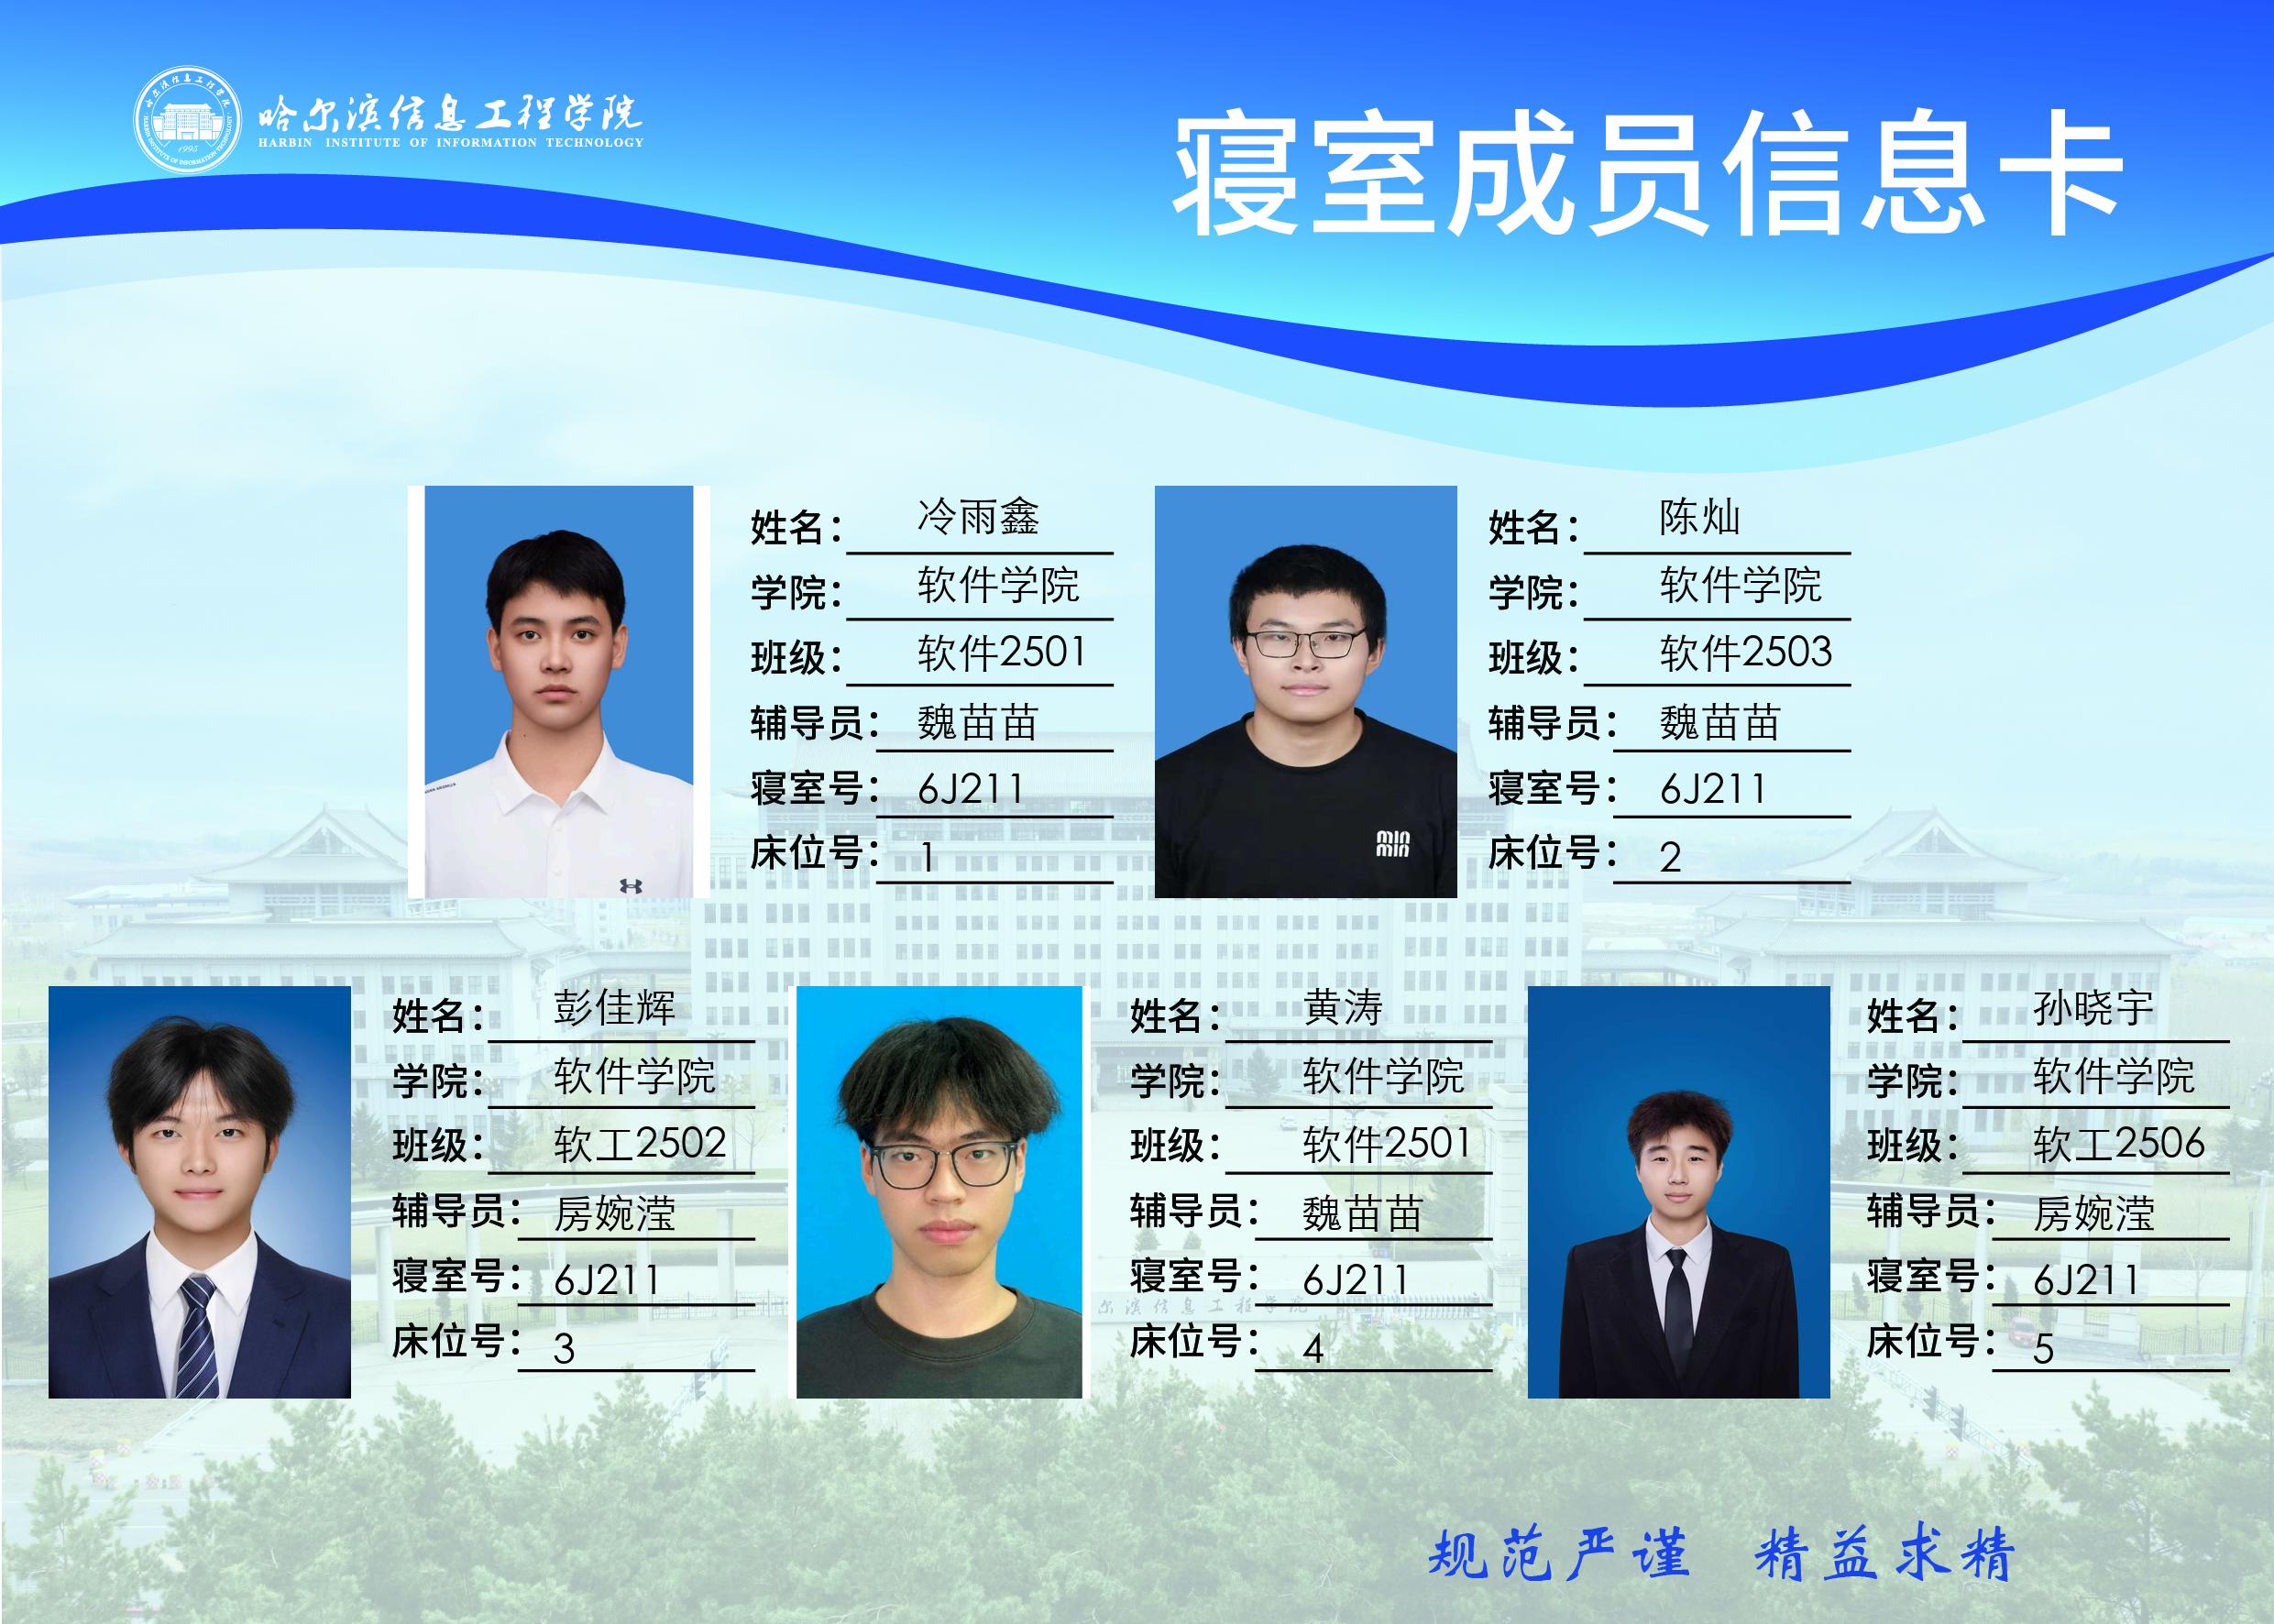 哈尔滨信息工程学院
HARBIN INSTITUTE OF INFORMATION TECHNOLOGY
1995
寝室成员信息卡
姓名：冷雨鑫
学院：软件学院
班级：软件2501
辅导员：魏苗苗
寝室号：6J211
床位号：1
min
min
姓名：陈灿
学院：软件学院
班级：软件2503
辅导员：魏苗苗
寝室号：6J211
床位号：2
姓名：彭佳辉
学院：软件学院
班级：软工2502
辅导员：房婉滢
寝室号：6J211
床位号：3
姓名：黄涛
学院：软件学院
班级：软件2501
辅导员：魏苗苗
寝室号：6J211
床位号：4
姓名：孙晓宇
学院：软件学院
班级：软工2506
辅导员：房婉滢
寝室号：6J211
床位号：5
尔滨信息工程学院
规范严谨 精益求精